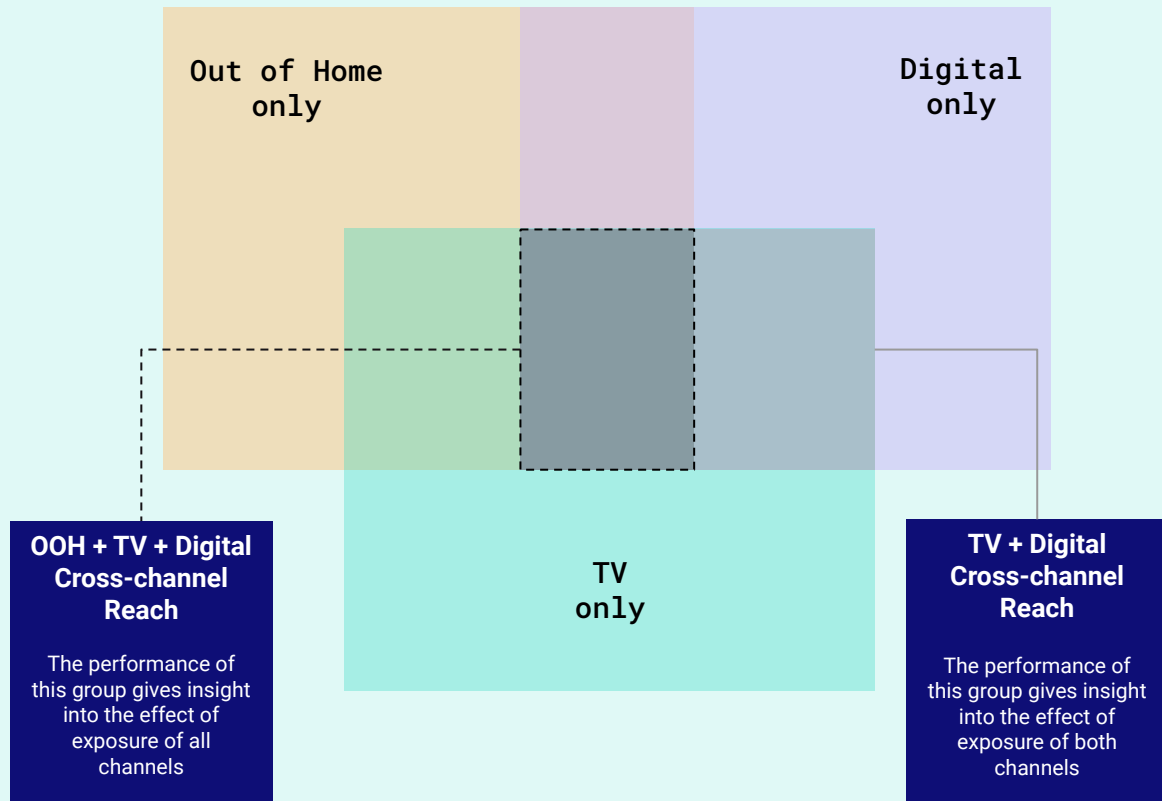 Out of Home
only
Digital
only
TV
only
OOH + TV + Digital
Cross-channel
Reach
The performance of
this group gives insight
into the effect of
exposure of all
channels
TV + Digital
Cross-channel
Reach
The performance of
this group gives insight
into the effect of
exposure of both
channels